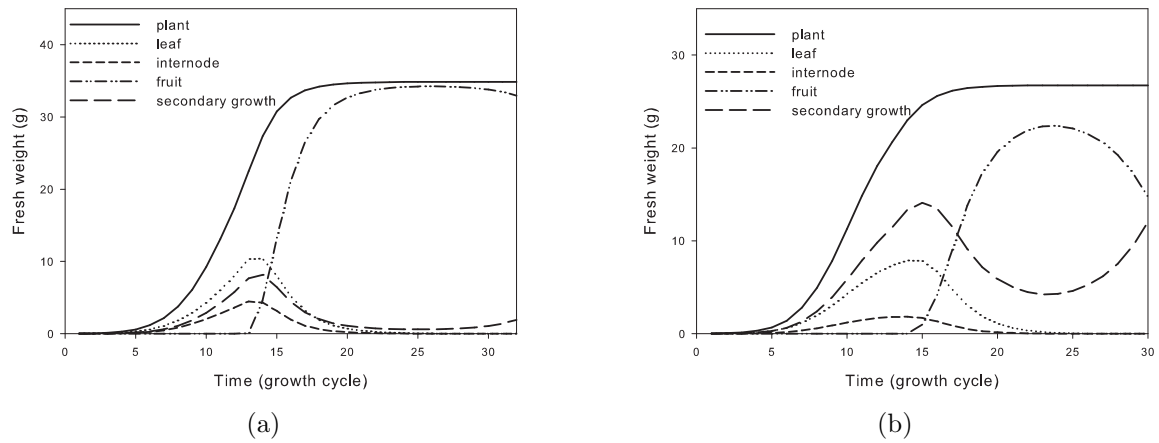 plant
leaf
internode
fruit
secondary growth
Fresh weight (g)
40
30
20
10
0
0 5 10 15 20 25 30
Time (growth cycle)
(a)
plant
leaf
internode
fruit
secondary growth
Fresh weight (g)
30
20
10
0
0 5 10 15 20 25 30
Time (growth cycle)
(b)